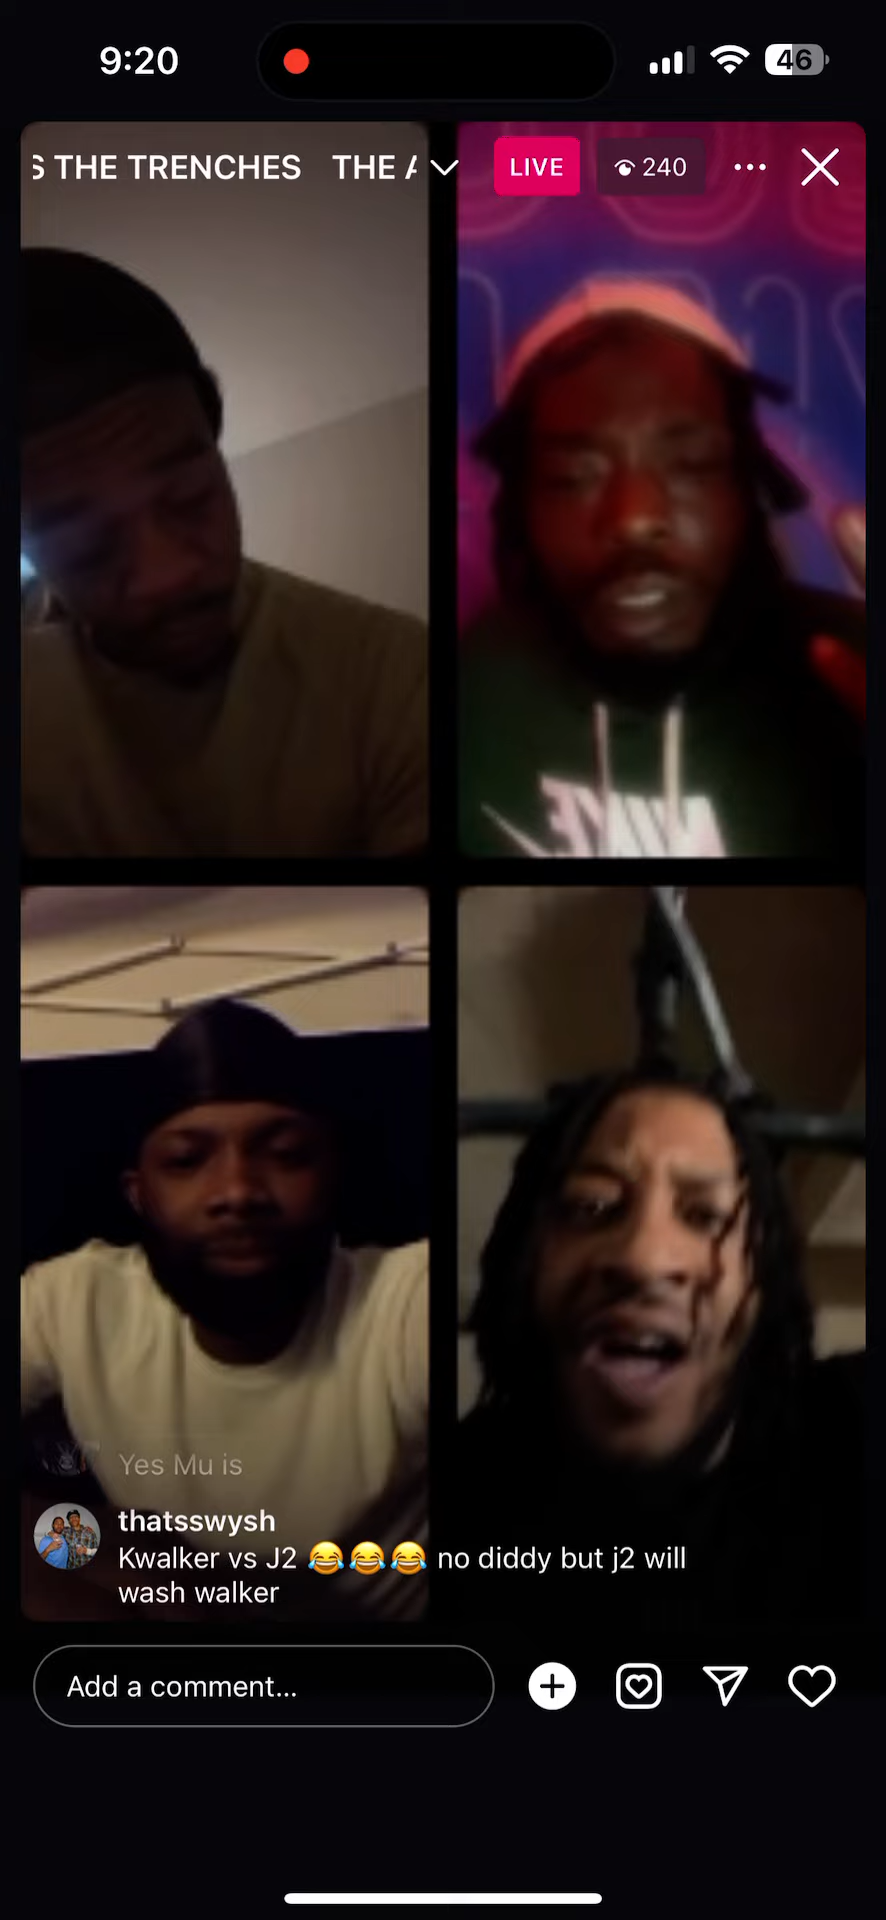 9:20
46
S THE TRENCHES THE A
LIVE
240
NIKE
Yes Mu is
thatsswysh
Kwalker vs J2 😂😂😂 no diddy but j2 will
wash walker
Add a comment...